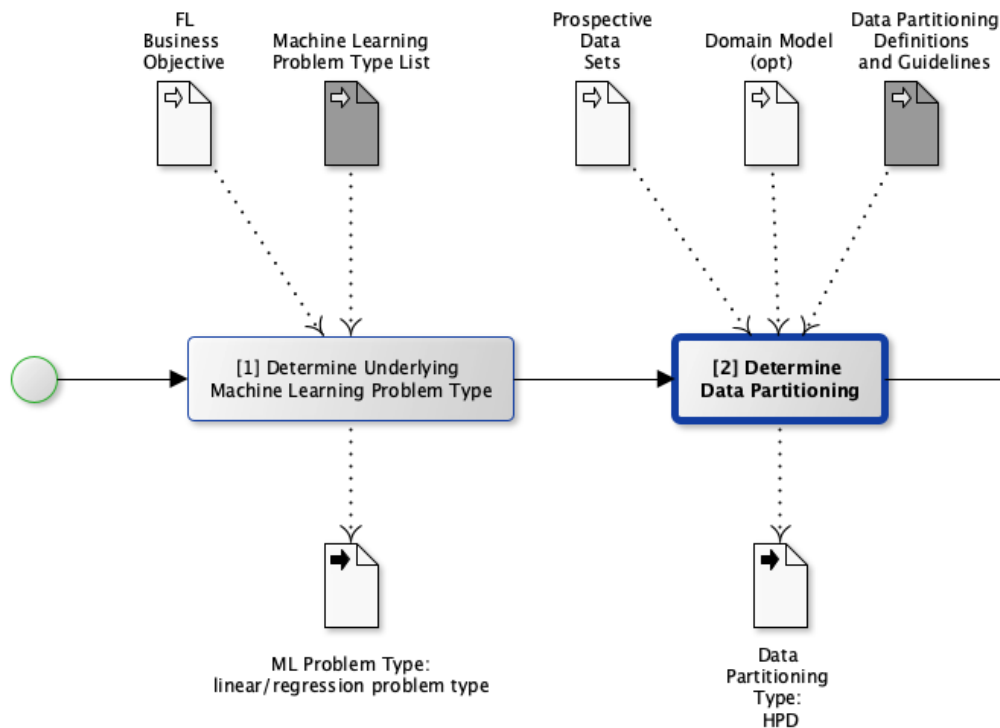 FL
Business
Objective
Machine Learning
Problem Type List
Prospective
Data
Sets
Domain Model
(opt)
Data Partitioning
Definitions
and Guidelines
[1] Determine Underlying
Machine Learning Problem Type
[2] Determine
Data Partitioning
ML Problem Type:
linear/regression problem type
Data
Partitioning
Type:
HPD